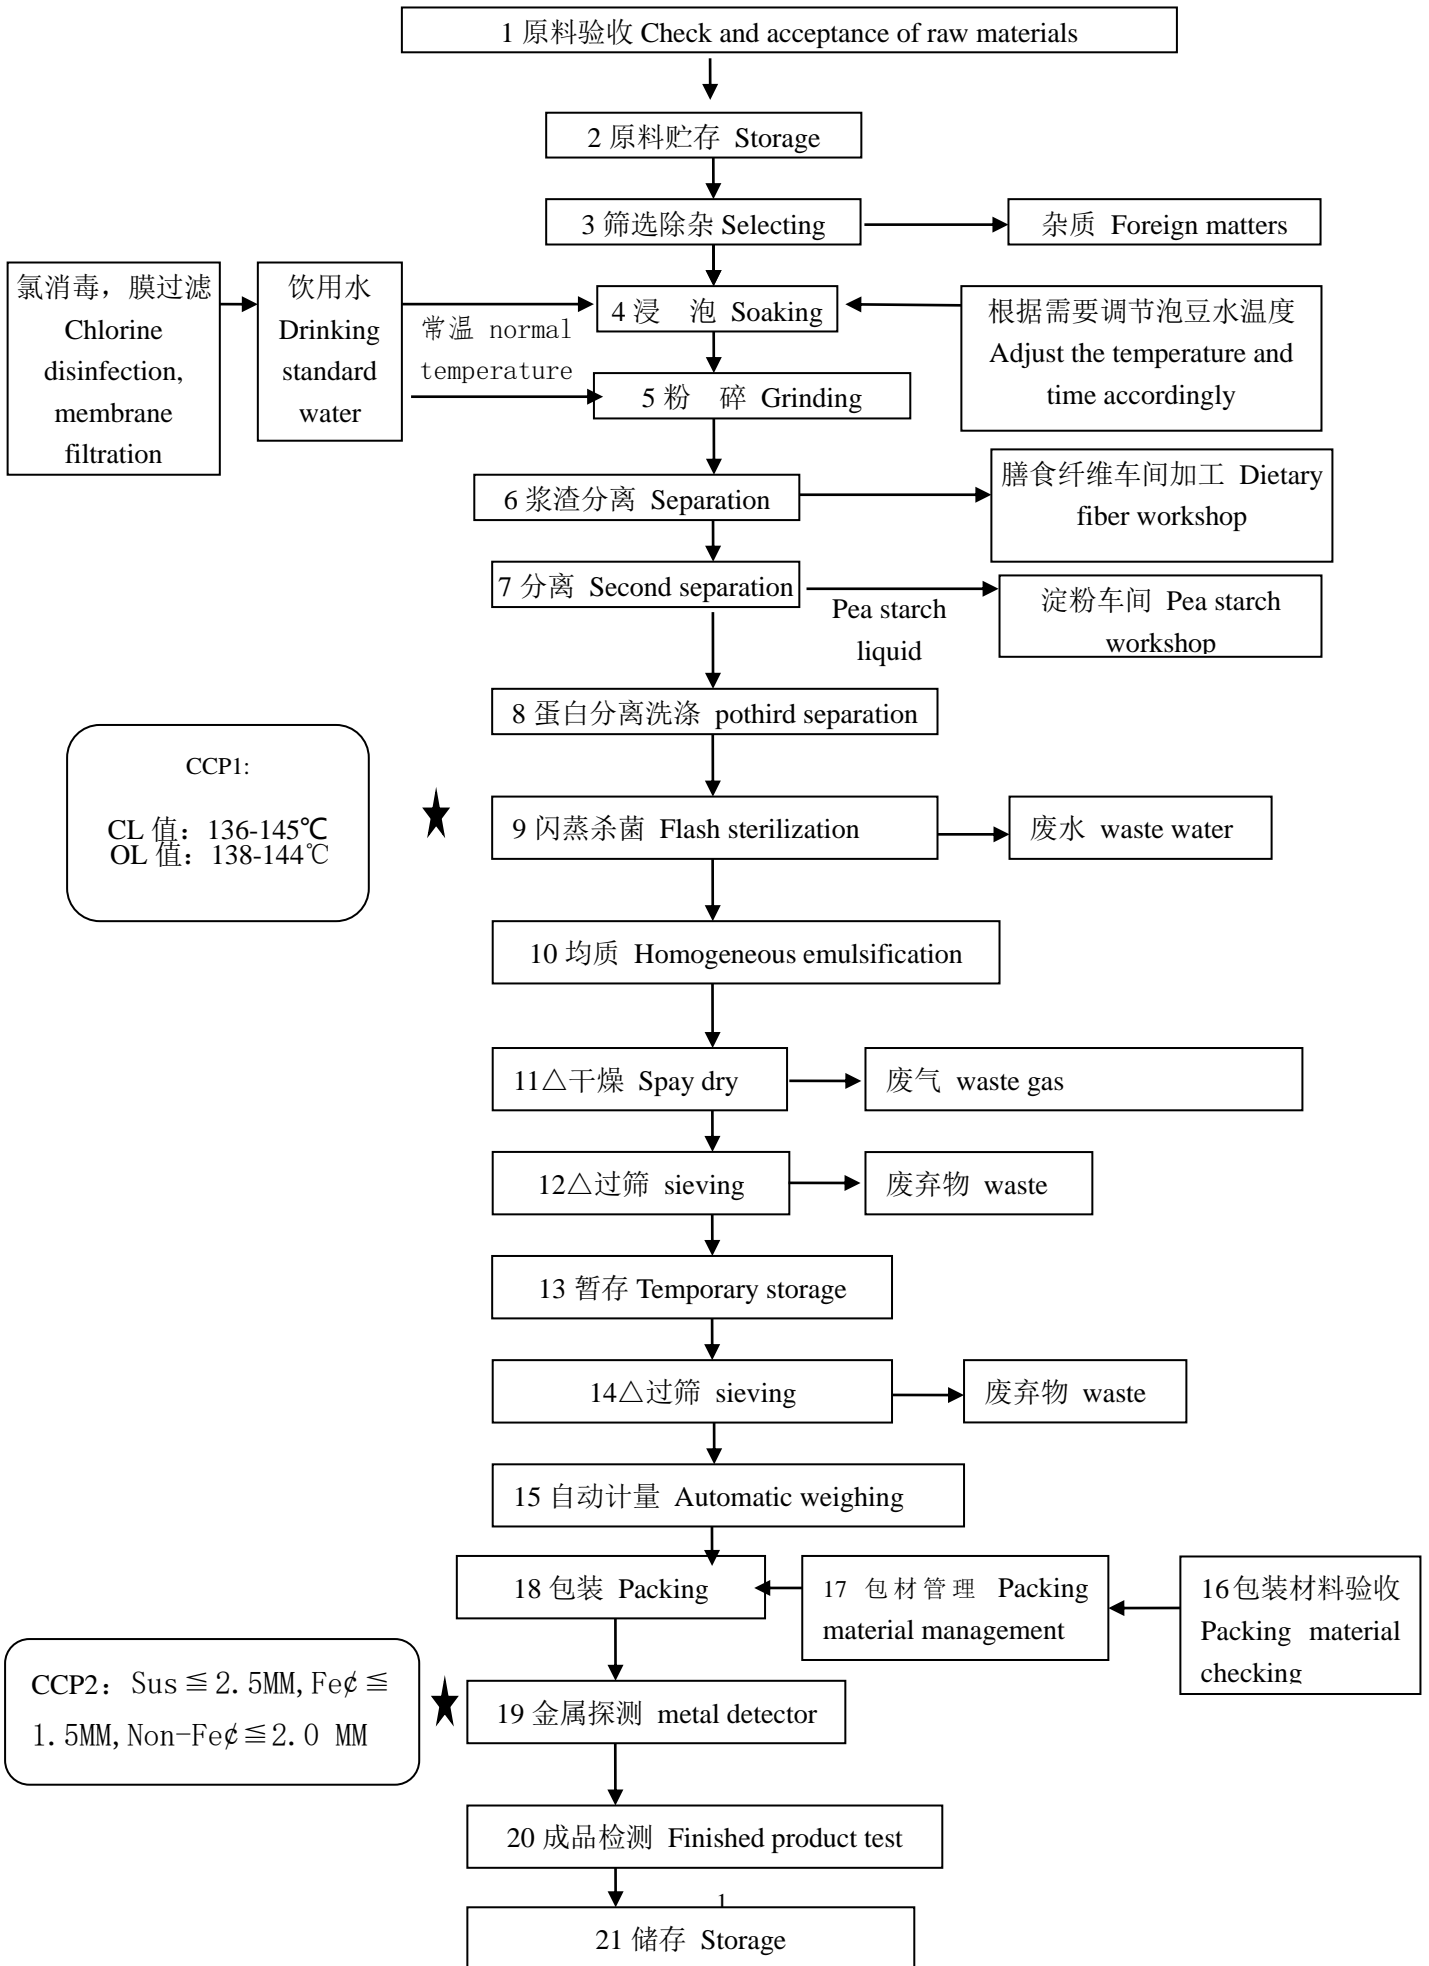 1 原料验收 Check and acceptance of raw materials
2 原料贮存 Storage
3 筛选除杂 Selecting
杂质 Foreign matters
氯消毒，膜过滤
Chlorine
disinfection,
membrane
filtration
饮用水
Drinking
standard
water
常温 normal
temperature
4 浸 泡 Soaking
根据需要调节泡豆水温度
Adjust the temperature and
time accordingly
5 粉 碎 Grinding
6 浆渣分离 Separation
膳食纤维车间加工 Dietary
fiber workshop
7 分离 Second separation
Pea starch
liquid
淀粉车间 Pea starch
workshop
8 蛋白分离洗涤 pothird separation
CCP1:
CL 值：136-145℃
OL 值：138-144℃
9 闪蒸杀菌 Flash sterilization
废水 waste water
10 均质 Homogeneous emulsification
11△干燥 Spay dry
废气 waste gas
12△过筛 sieving
废弃物 waste
13 暂存 Temporary storage
14△过筛 sieving
废弃物 waste
15 自动计量 Automatic weighing
18 包装 Packing
17 包材管理 Packing
material management
16 包装材料验收
Packing material
checking
CCP2：Sus≦2.5MM,Fe¢≦
1.5MM,Non-Fe¢≦2.0 MM
19 金属探测 metal detector
20 成品检测 Finished product test
1
21 储存 Storage